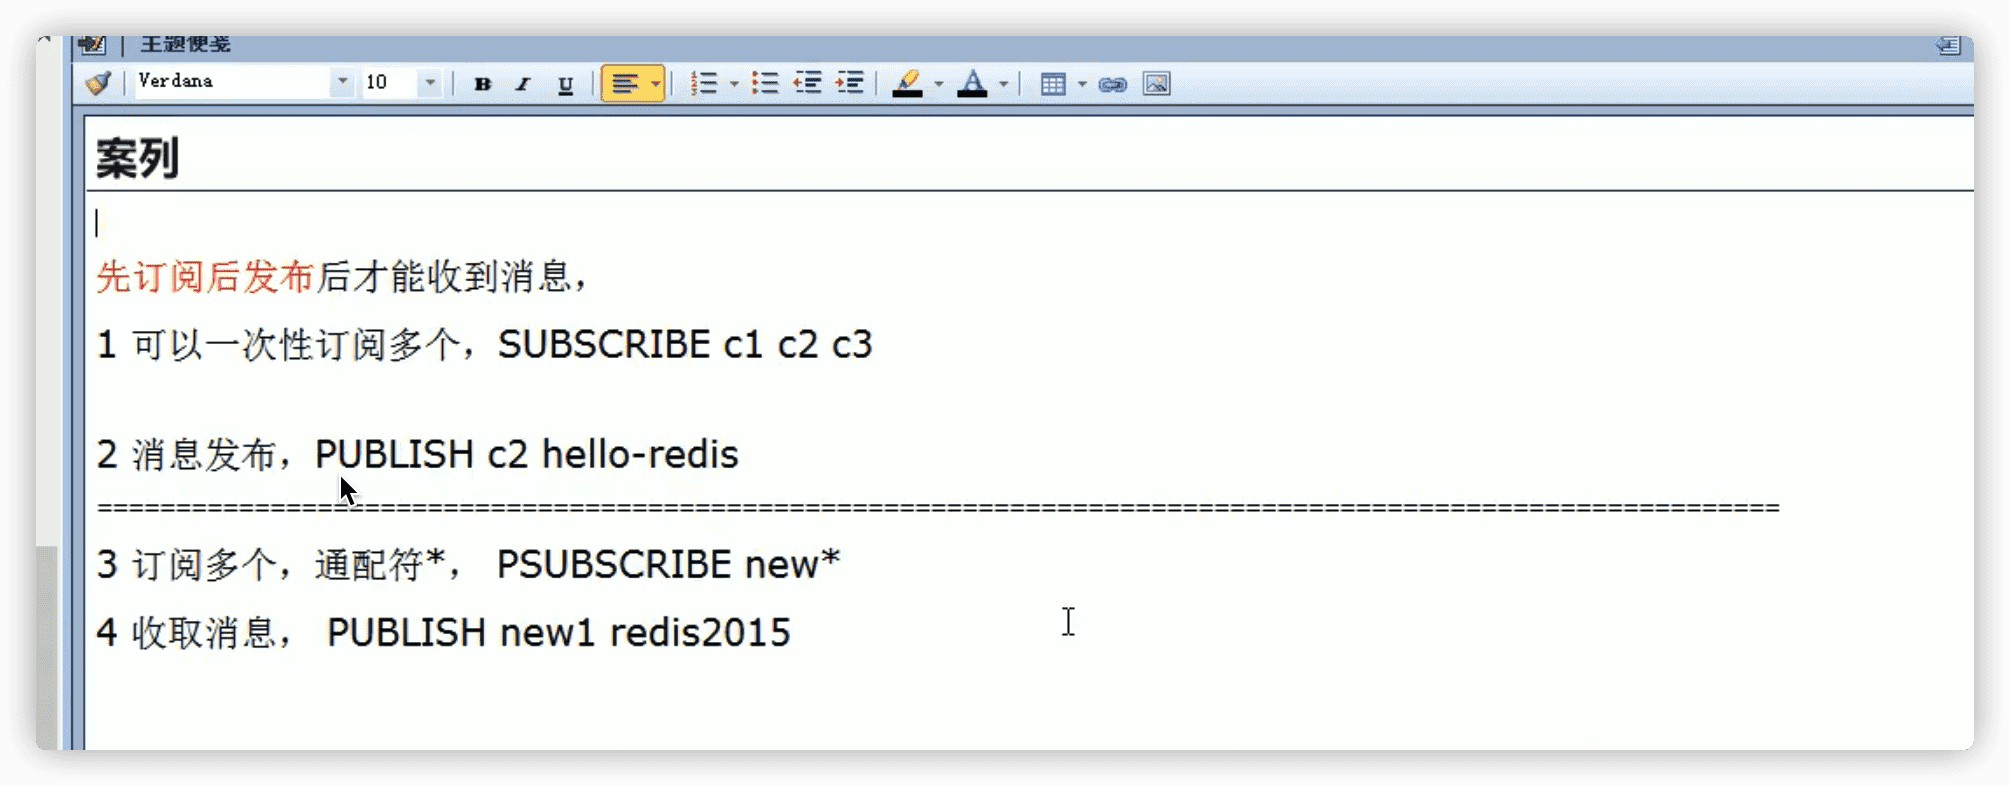 主题便笺
Verdana 10 B I U
案列
先订阅后发布后才能收到消息，
1 可以一次性订阅多个，SUBSCRIBE c1 c2 c3
2 消息发布，PUBLISH c2 hello-redis
=========================================================================================================
3 订阅多个，通配符*， PSUBSCRIBE new*
4 收取消息， PUBLISH new1 redis2015